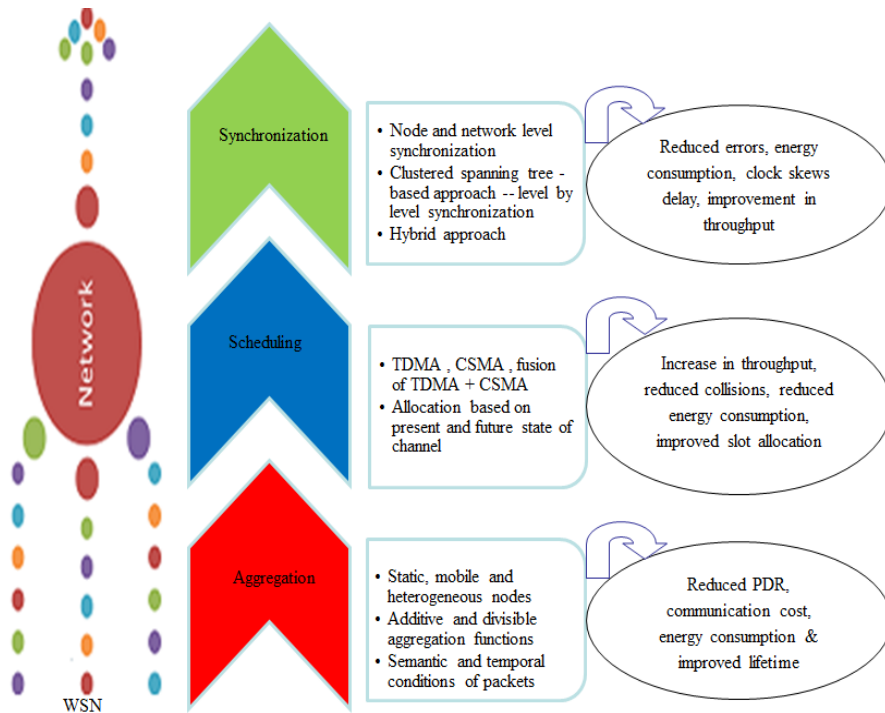 Network
WSN
Synchronization
• Node and network level
synchronization
• Clustered spanning tree -
based approach -- level by
level synchronization
• Hybrid approach
Reduced errors, energy
consumption, clock skews
delay, improvement in
throughput
Scheduling
• TDMA , CSMA , fusion
of TDMA + CSMA
• Allocation based on
present and future state of
channel
Increase in throughput,
reduced collisions, reduced
energy consumption,
improved slot allocation
Aggregation
• Static, mobile and
heterogeneous nodes
• Additive and divisible
aggregation functions
• Semantic and temporal
conditions of packets
Reduced PDR,
communication cost,
energy consumption &
improved lifetime